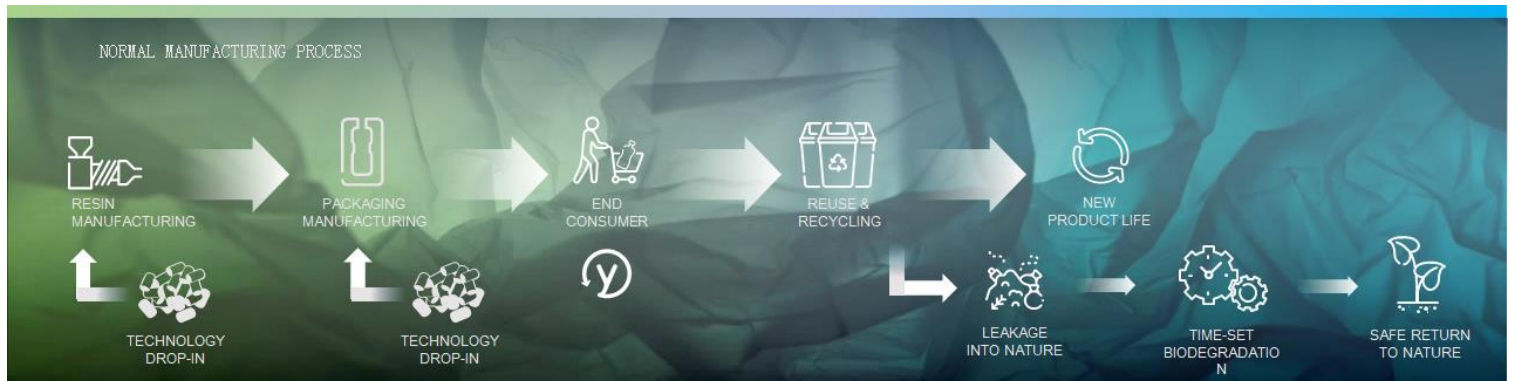 NORMAL MANUFACTURING PROCESS
RESIN
MANUFACTURING
PACKAGING
MANUFACTURING
END
CONSUMER
REUSE &
RECYCLING
NEW
PRODUCT LIFE
TECHNOLOGY
DROP-IN
TECHNOLOGY
DROP-IN
y
LEAKAGE
INTO NATURE
TIME-SET
BIODEGRADATIO
N
SAFE RETURN
TO NATURE